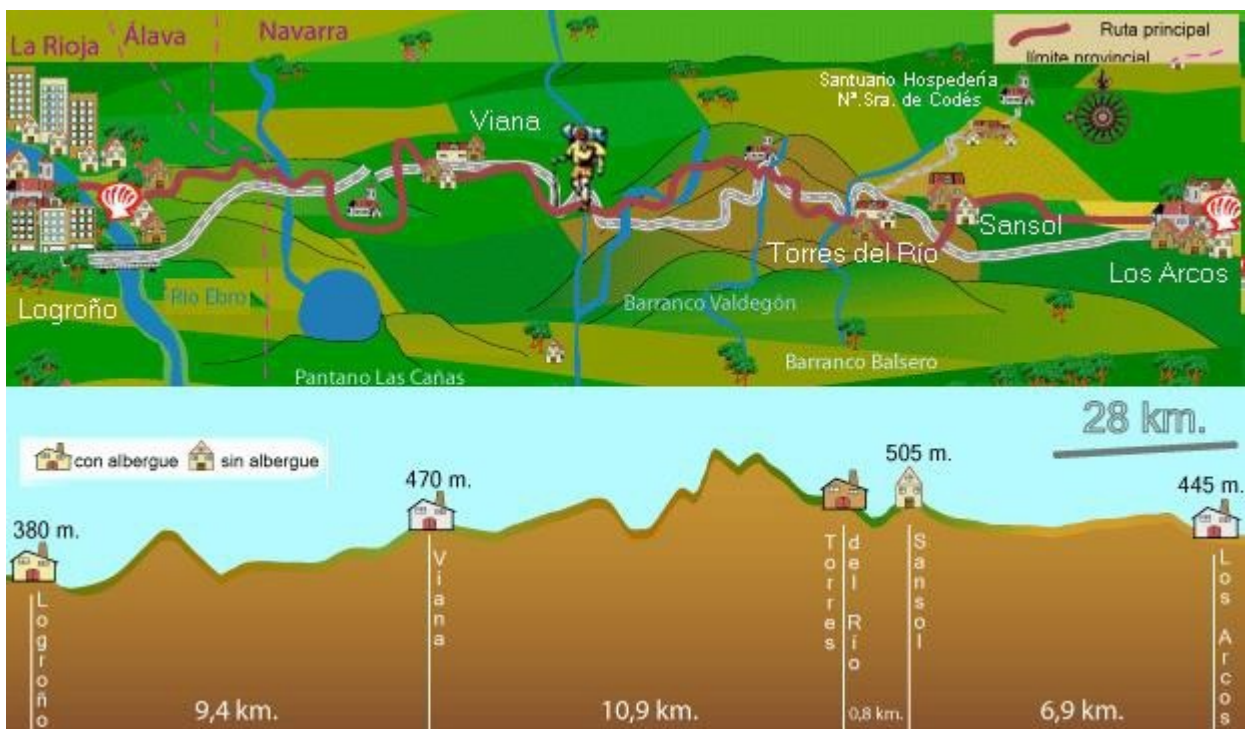 La Rioja
Álava
Navarra
Ruta principal
límite provincial
Santuario Hospedeña
Nª.Sra. de Codés
Viana
Sansol
Torres del Río
Los Arcos
Logroño
Río Ebro
Barranco Valdegón
Barranco Balsero
Pantano Las Cañas
28 km.
con albergue
sin albergue
380 m.
470 m.
505 m.
445 m.
Logroño
Viana
Torres
del Río
Sansol
Los Arcos
9,4 km.
10,9 km.
0,8 km.
6,9 km.